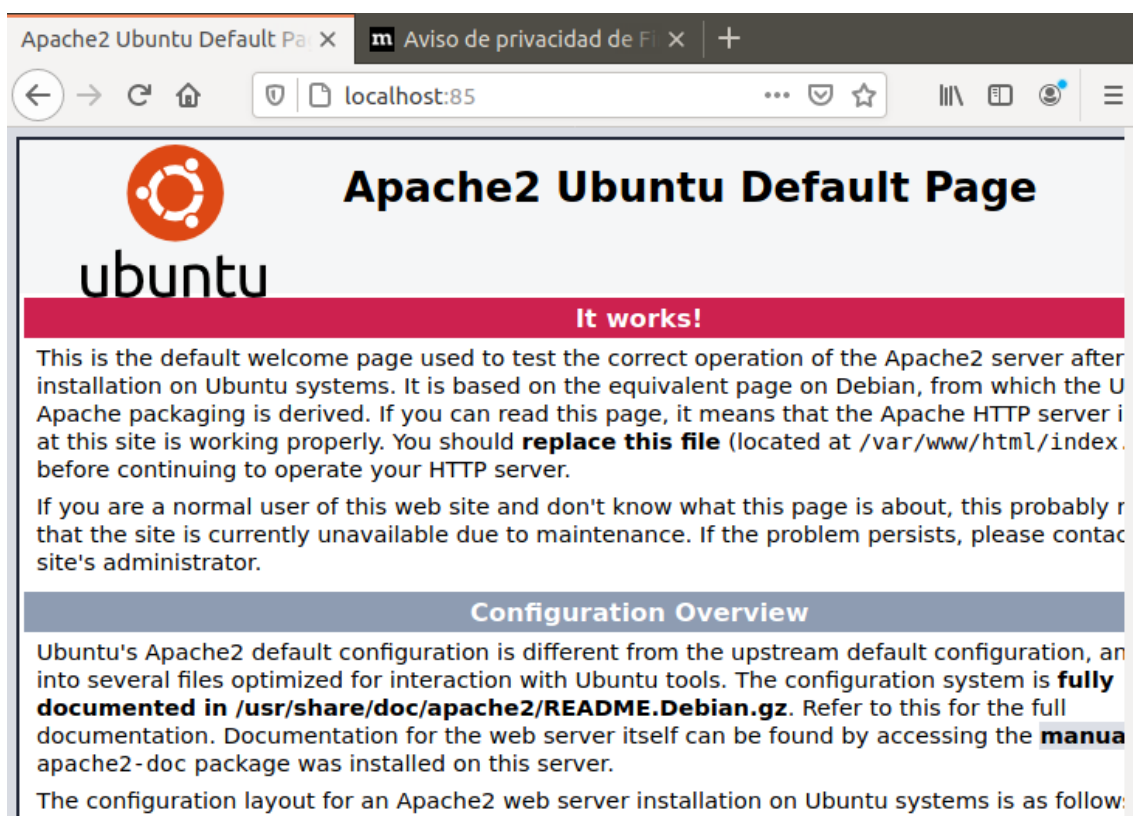 Apache2 Ubuntu Default Pa
m Aviso de privacidad de Fi
localhost:85
ubuntu
Apache2 Ubuntu Default Page
It works!
This is the default welcome page used to test the correct operation of the Apache2 server after
installation on Ubuntu systems. It is based on the equivalent page on Debian, from which the U
Apache packaging is derived. If you can read this page, it means that the Apache HTTP server i
at this site is working properly. You should replace this file (located at /var/www/html/index.
before continuing to operate your HTTP server.
If you are a normal user of this web site and don't know what this page is about, this probably
that the site is currently unavailable due to maintenance. If the problem persists, please contac
site's administrator.
Configuration Overview
Ubuntu's Apache2 default configuration is different from the upstream default configuration, an
into several files optimized for interaction with Ubuntu tools. The configuration system is fully
documented in /usr/share/doc/apache2/README.Debian.gz. Refer to this for the full
documentation. Documentation for the web server itself can be found by accessing the manua
apache2-doc package was installed on this server.
The configuration layout for an Apache2 web server installation on Ubuntu systems is as follow